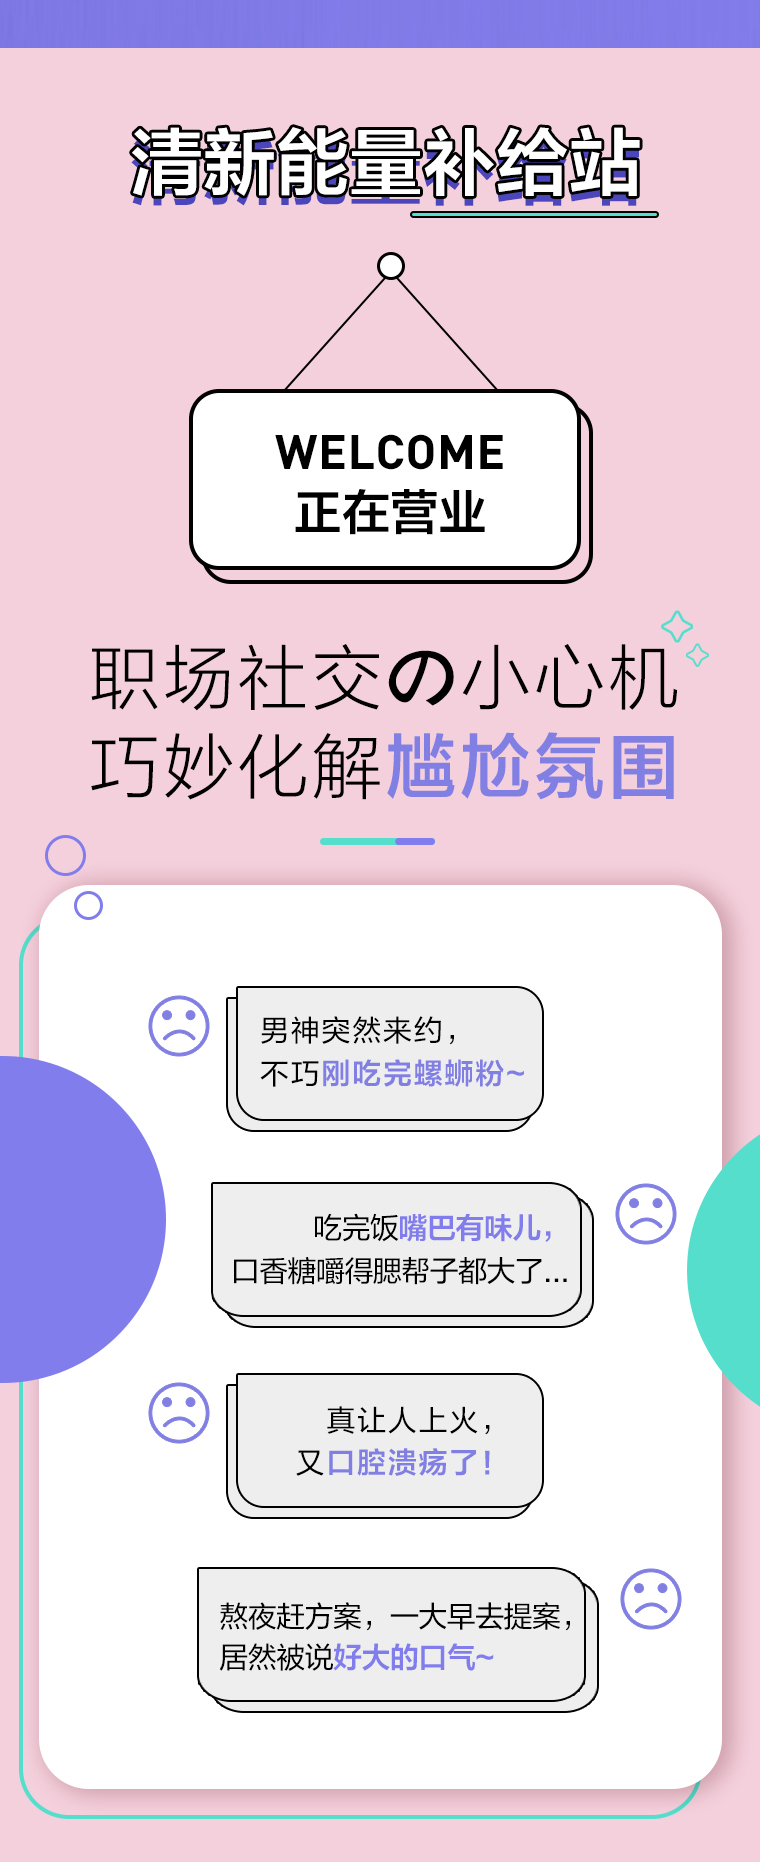 清新能量补给站
WELCOME
正在营业
职场社交の小心机
巧妙化解尴尬氛围
男神突然来约，
不巧刚吃完螺蛳粉~
吃完饭嘴巴有味儿，
口香糖嚼得腮帮子都大了...
真让人上火，
又口腔溃疡了！
熬夜赶方案，一大早去提案，
居然被说好大的口气~